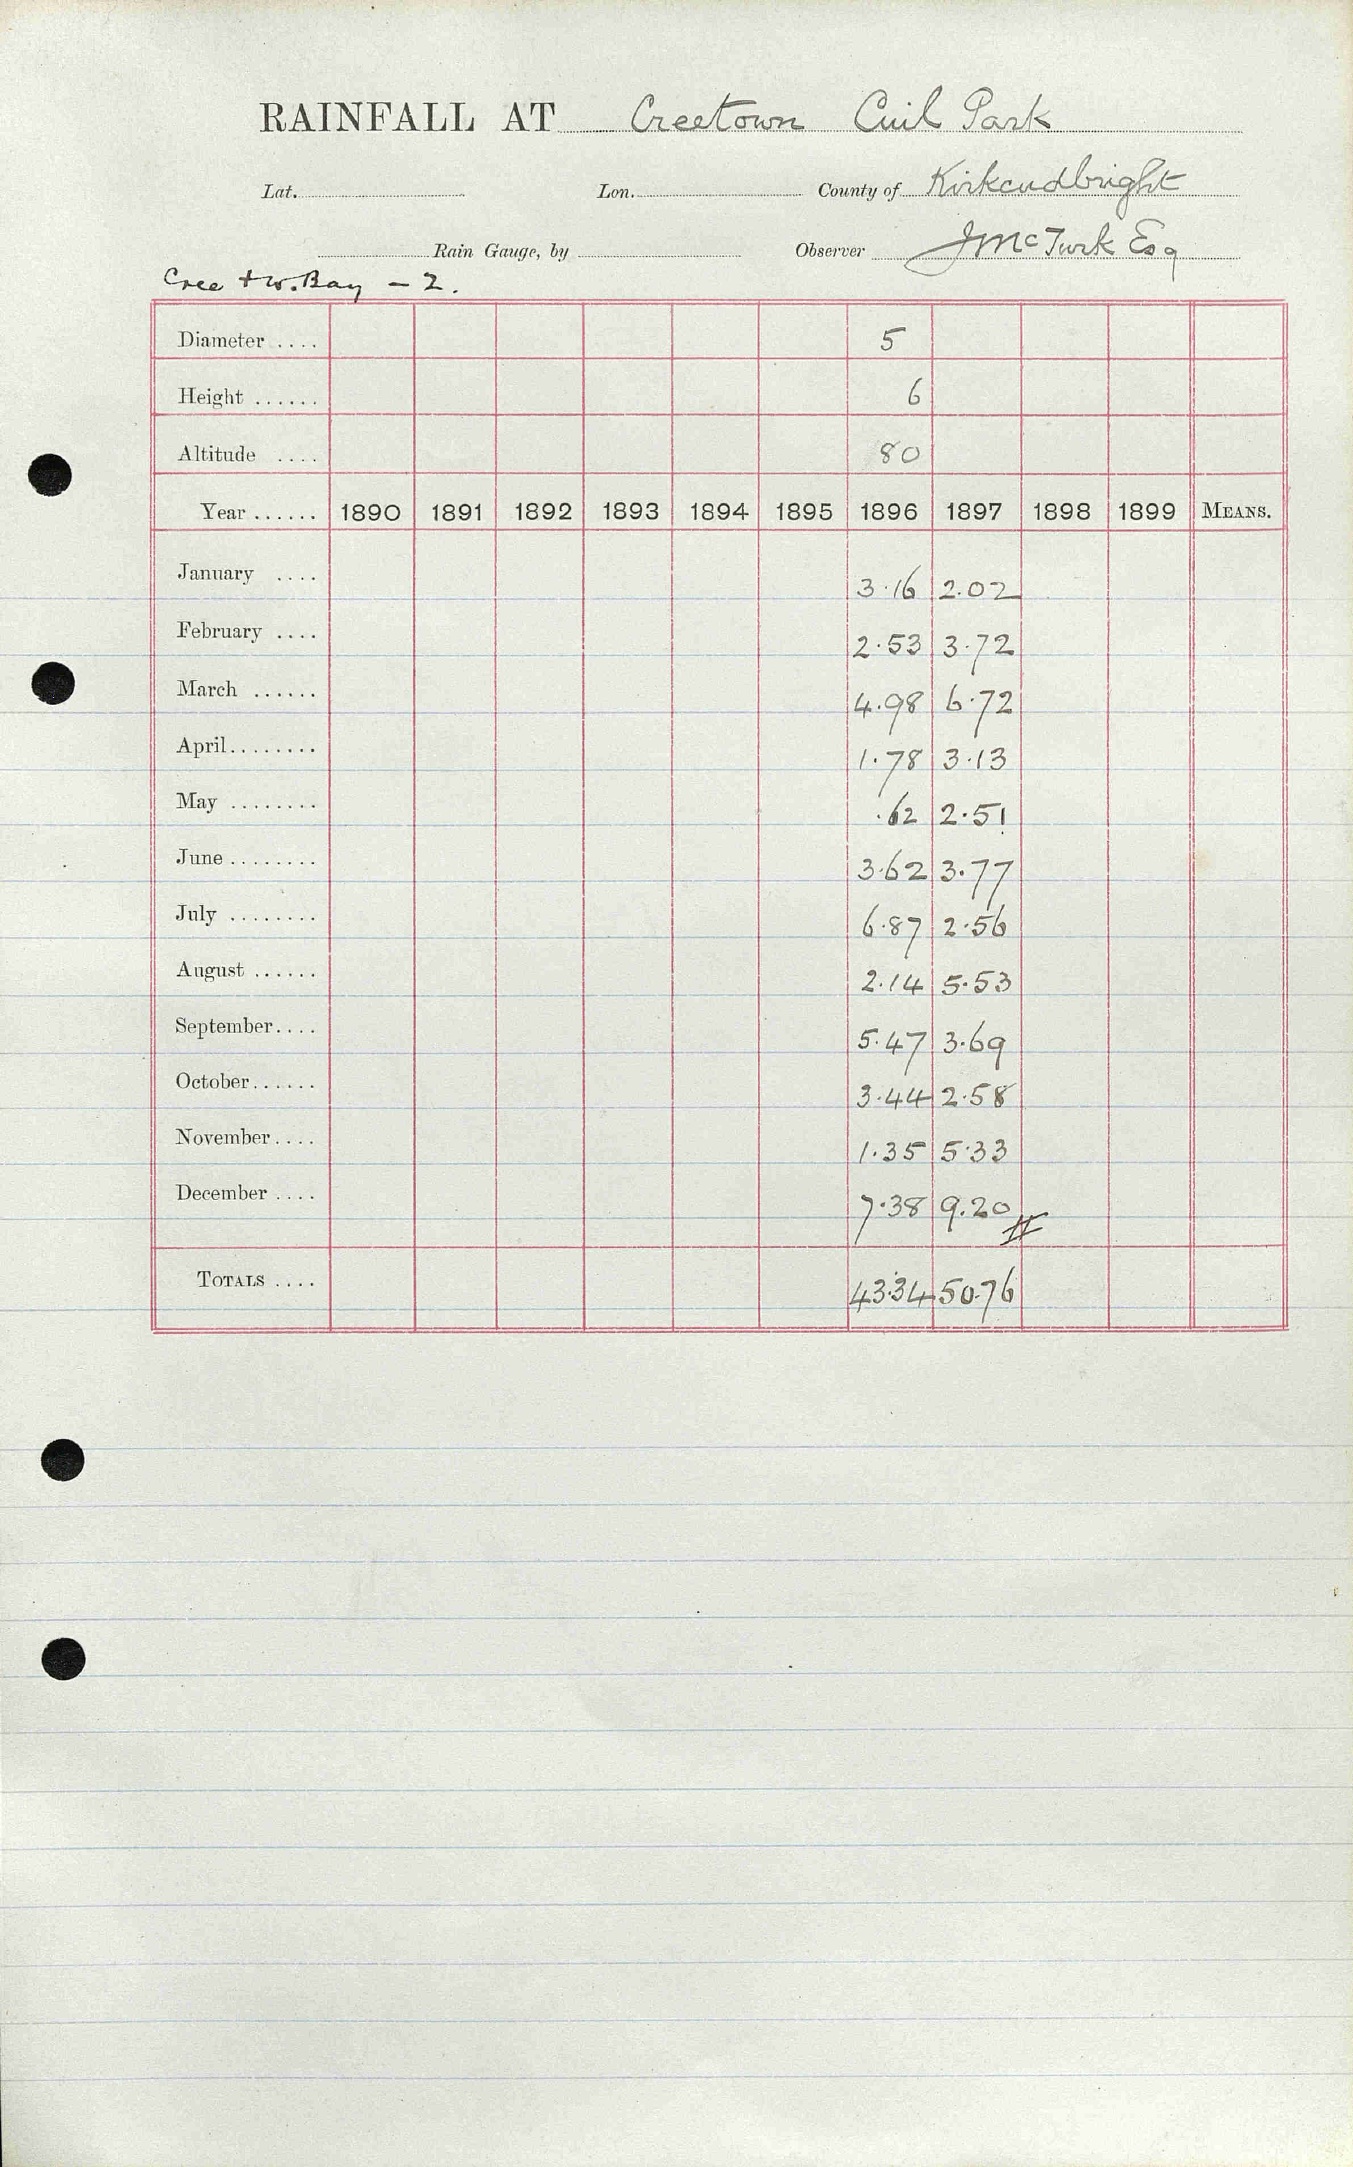 RAINFALL AT Creetown Cuil Park
Lat. Lon. County of Kirkcudbright
Rain Gauge, by Observer J McTurk Esq
Cree + W. Bay - 2.
Diameter .... 5
Height ...... 6
Altitude .... 80
Year ...... 1890 1891 1892 1893 1894 1895 1896 1897 1898 1899 MEANS.
January .... 3.16 2.02
February .... 2.53 3.72
March ...... 4.98 6.72
April........ 1.78 3.13
May ........ .62 2.51
June ........ 3.62 3.77
July ........ 6.87 2.56
August ...... 2.14 5.53
September.... 5.47 3.69
October...... 3.44 2.58
November.... 1.35 5.33
December .... 7.38 9.20
TOTALS .... 43.34 50.76